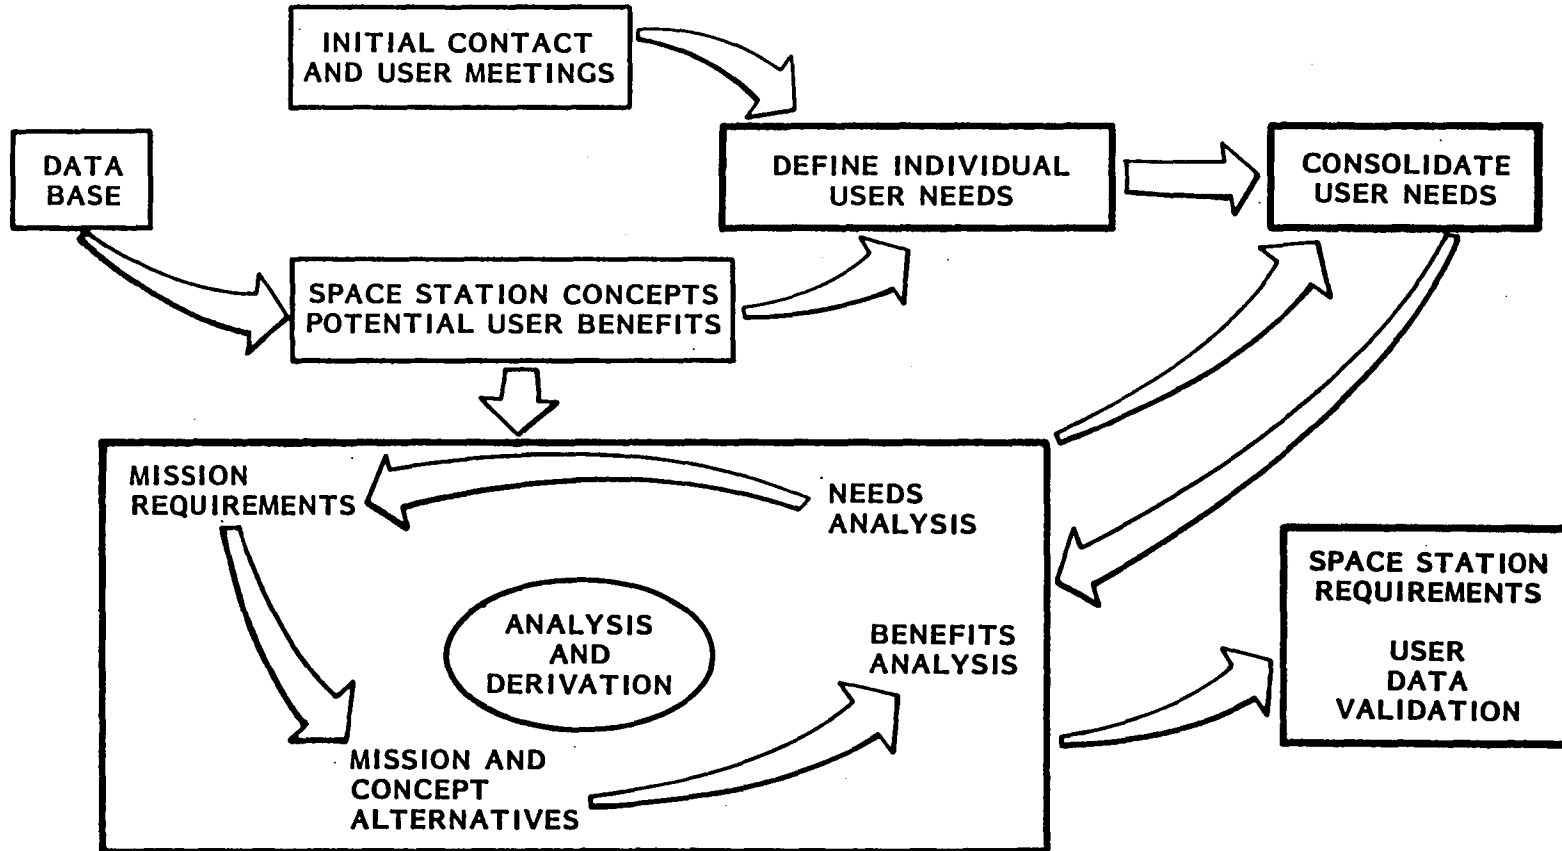 INITIAL CONTACT
AND USER MEETINGS
DATA
BASE
DEFINE INDIVIDUAL
USER NEEDS
CONSOLIDATE
USER NEEDS
SPACE STATION CONCEPTS
POTENTIAL USER BENEFITS
MISSION
REQUIREMENTS
NEEDS
ANALYSIS
ANALYSIS
AND
DERIVATION
BENEFITS
ANALYSIS
MISSION AND
CONCEPT
ALTERNATIVES
SPACE STATION
REQUIREMENTS
USER
DATA
VALIDATION